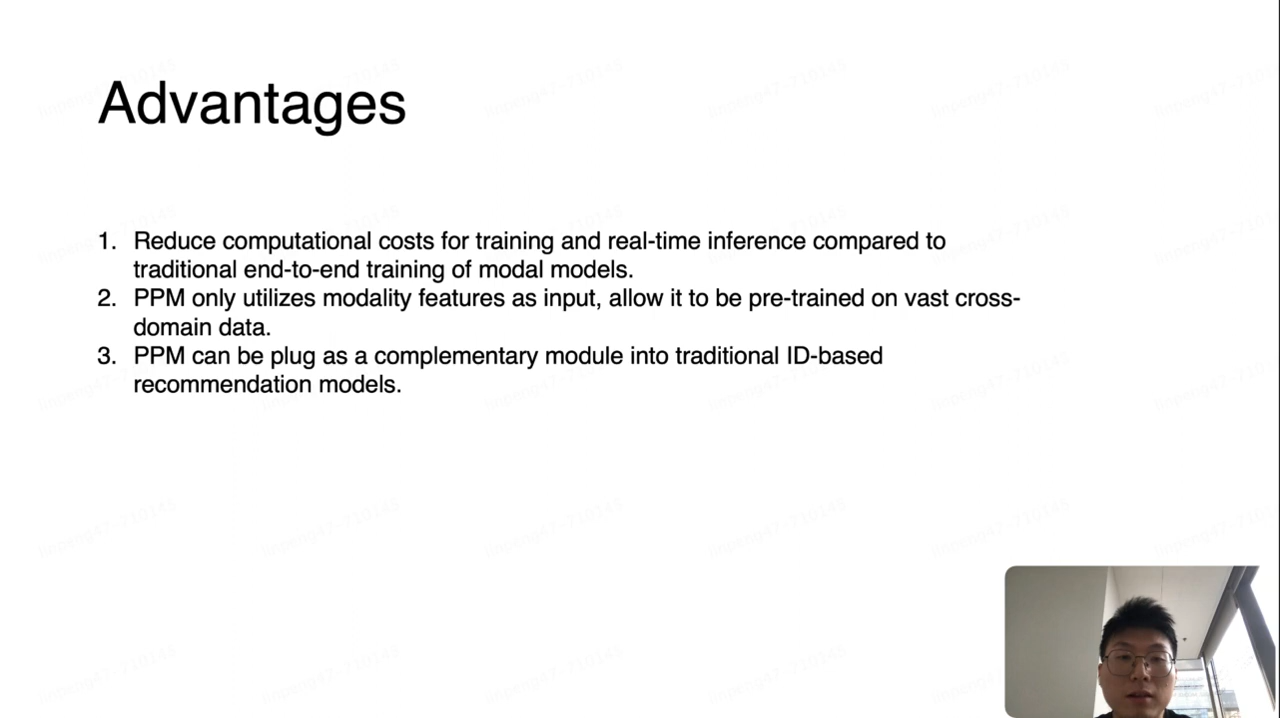 Advantages
1. Reduce computational costs for training and real-time inference compared to
traditional end-to-end training of modal models.
2. PPM only utilizes modality features as input, allow it to be pre-trained on vast cross-
domain data.
3. PPM can be plug as a complementary module into traditional ID-based
recommendation models.